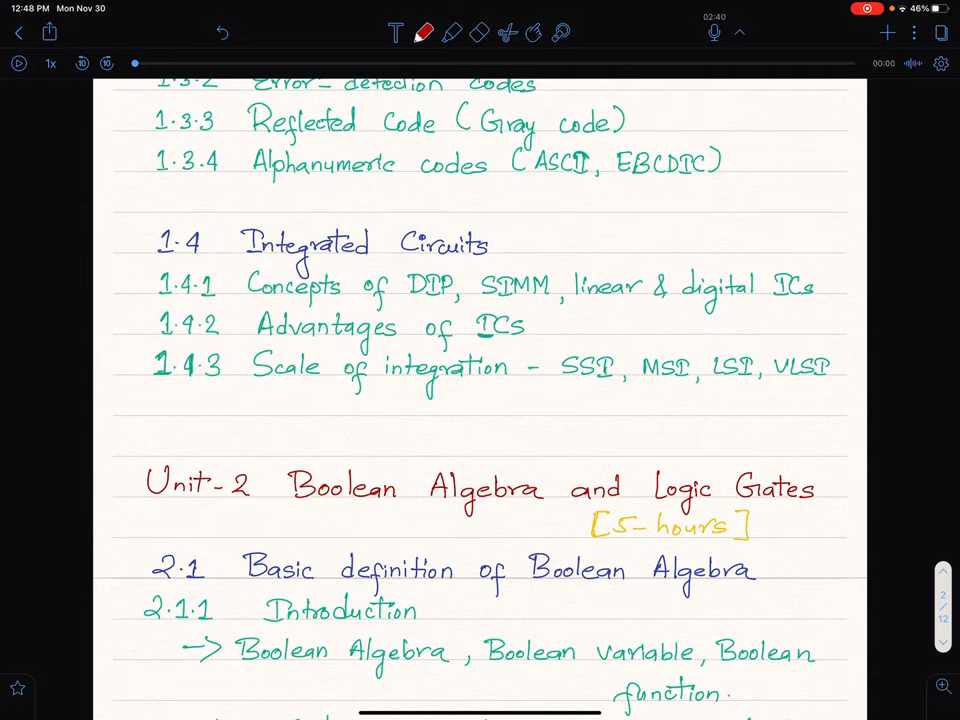 12:48 PM Mon Nov 30
46%
02:40
1x
10
10
00:00
1.3.2 Error-detection codes
1.3.3 Reflected Code (Gray code)
1.3.4 Alphanumeric codes (ASCII, EBCDIC)
1.4 Integrated Circuits
1.4.1 Concepts of DIP, SIMM, linear & digital ICs
1.4.2 Advantages of ICs
1.4.3 Scale of integration - SSI, MSI, LSI, VLSI
Unit-2 Boolean Algebra and Logic Gates
[5-hours]
2.1 Basic definition of Boolean Algebra
2.1.1 Introduction
-> Boolean Algebra, Boolean variable, Boolean
function.
2
/
12